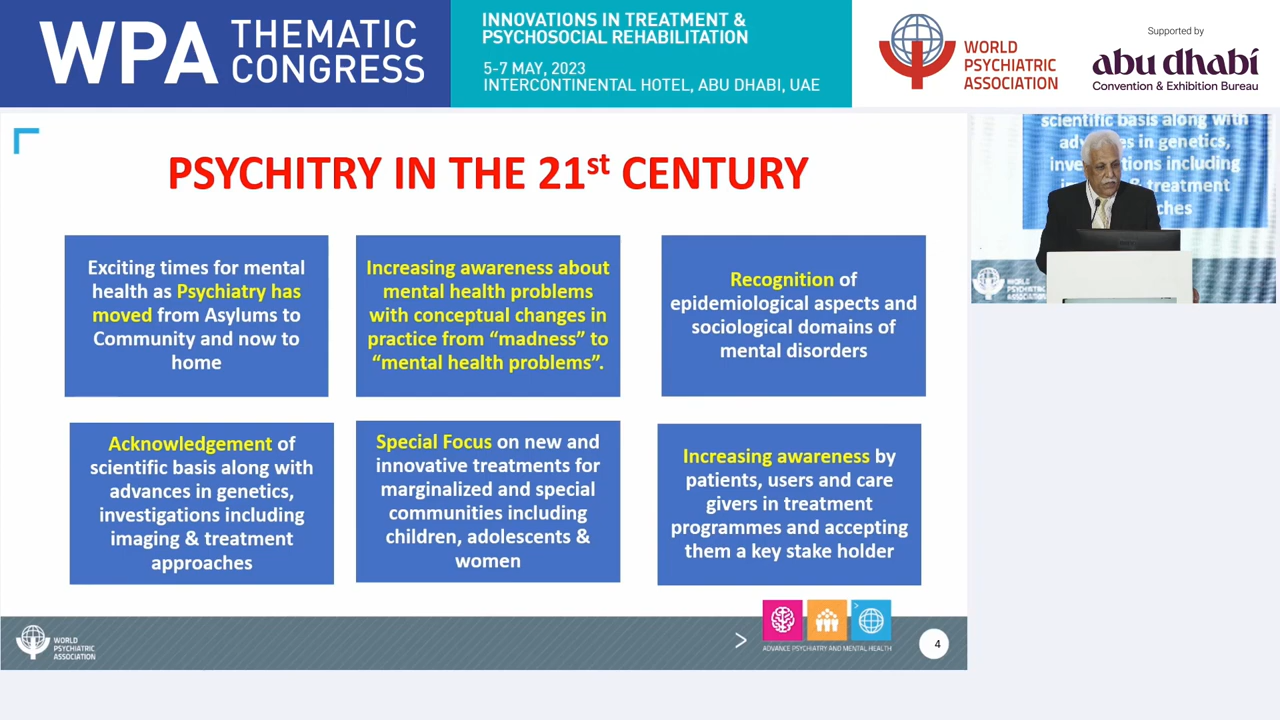 WPA THEMATIC
CONGRESS
INNOVATIONS IN TREATMENT &
PSYCHOSOCIAL REHABILITATION
5-7 MAY, 2023
INTERCONTINENTAL HOTEL, ABU DHABI, UAE
WORLD
PSYCHIATRIC
ASSOCIATION
Supported by
abu dhabi
Convention & Exhibition Bureau
PSYCHITRY IN THE 21st CENTURY
Exciting times for mental
health as Psychiatry has
moved from Asylums to
Community and now to
home
Increasing awareness about
mental health problems
with conceptual changes in
practice from “madness” to
“mental health problems”.
Recognition of
epidemiological aspects and
sociological domains of
mental disorders
Acknowledgement of
scientific basis along with
advances in genetics,
investigations including
imaging & treatment
approaches
Special Focus on new and
innovative treatments for
marginalized and special
communities including
children, adolescents &
women
Increasing awareness by
patients, users and care
givers in treatment
programmes and accepting
them a key stake holder
WORLD
PSYCHIATRIC
ASSOCIATION
ADVANCE PSYCHIATRY AND MENTAL HEALTH
4
scientific basis along with
in genetics,
including
& treatment
WORLD
PSYCHIATRIC